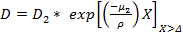 D = D₂ * exp[(−μ₂/ρ)X]X>Δ